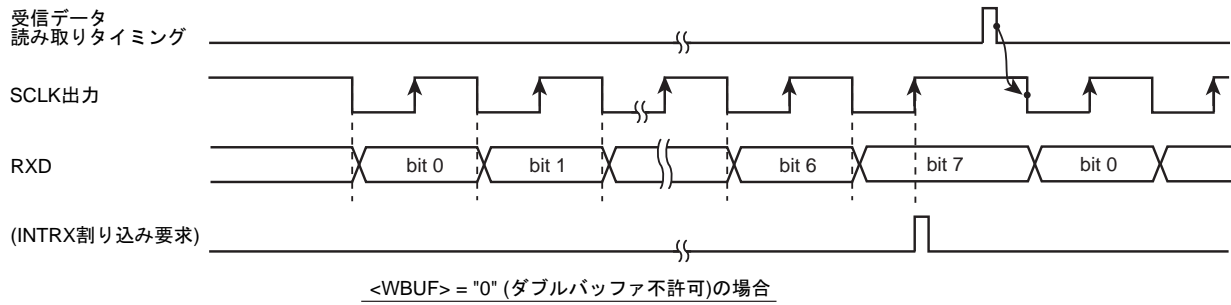 受信データ
読み取りタイミング
SCLK出力
RXD
bit 0
bit 1
bit 6
bit 7
bit 0
(INTRX割り込み要求)
<WBUF> = "0" (ダブルバッファ不許可)の場合